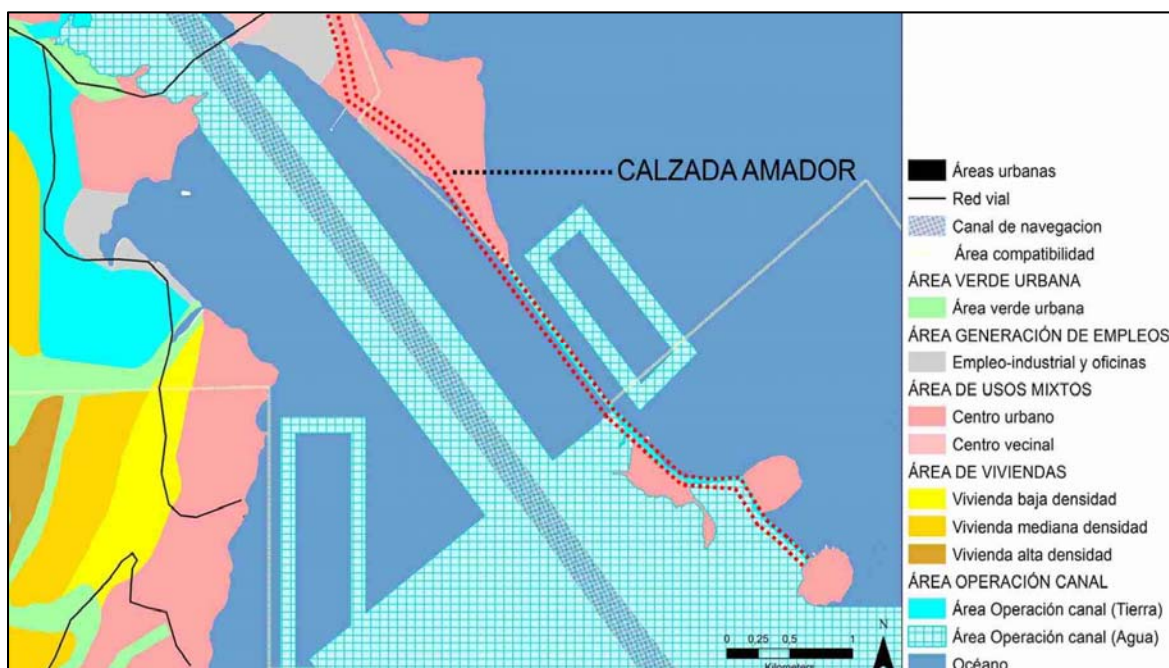 CALZADA AMADOR
Áreas urbanas
Red vial
Canal de navegacion
Área compatibilidad
ÁREA VERDE URBANA
Área verde urbana
ÁREA GENERACIÓN DE EMPLEOS
Empleo-industrial y oficinas
ÁREA DE USOS MIXTOS
Centro urbano
Centro vecinal
ÁREA DE VIVIENDAS
Vivienda baja densidad
Vivienda mediana densidad
Vivienda alta densidad
ÁREA OPERACIÓN CANAL
Área Operación canal (Tierra)
Área Operación canal (Agua)
Océano
N
0 0,25 0,5 1
Kilometers